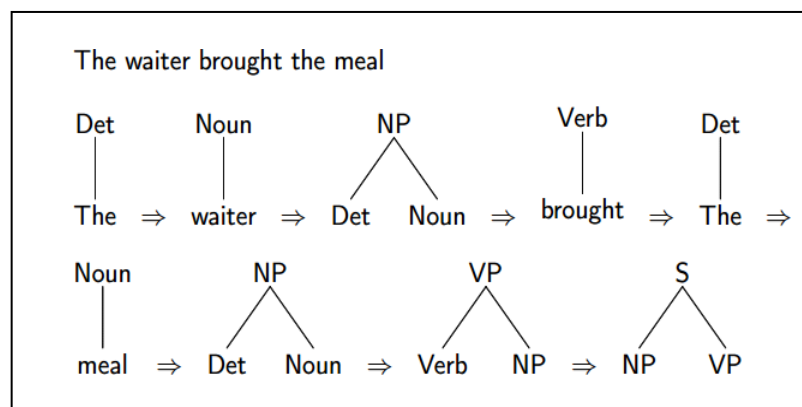 The waiter brought the meal
Det Noun NP Verb Det
The ⇒ waiter ⇒ Det Noun ⇒ brought ⇒ The ⇒
Noun NP VP S
meal ⇒ Det Noun ⇒ Verb NP ⇒ NP VP